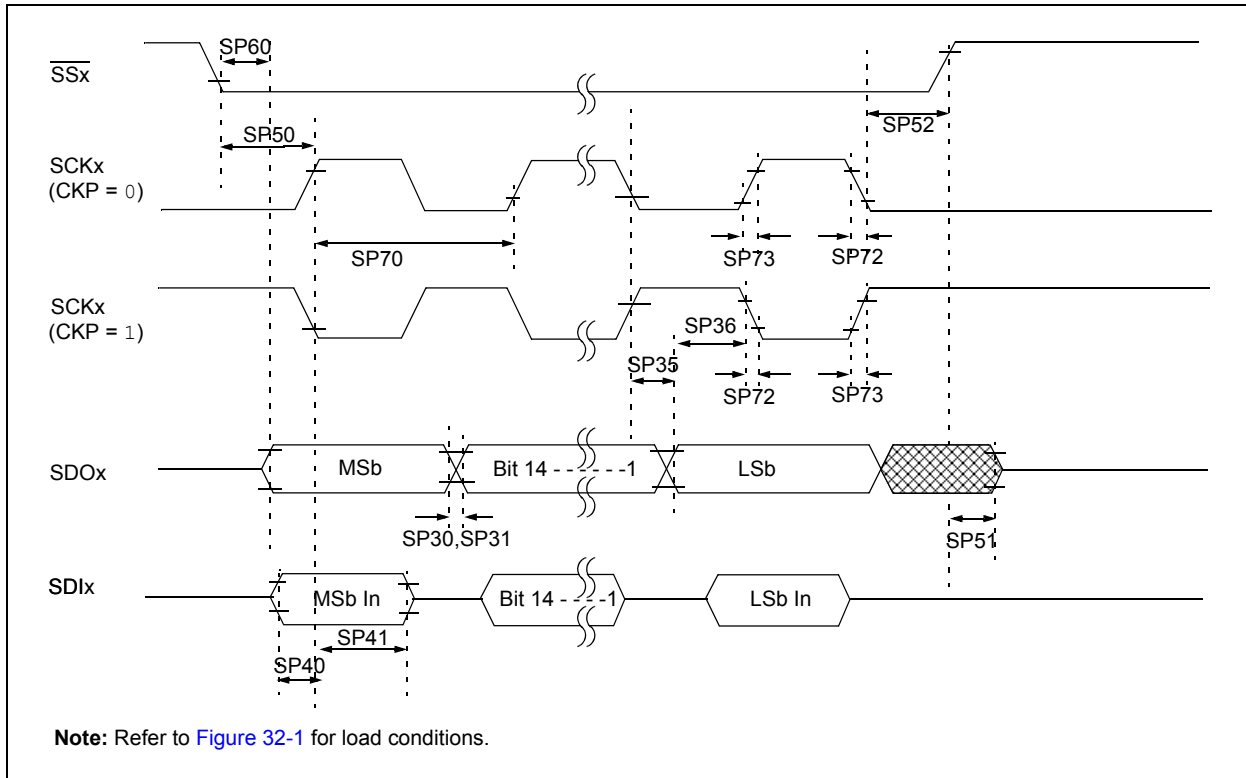 SP60
SSx
SP50
SP52
SCKx
(CKP = 0)
SP70
SP73
SP72
SCKx
(CKP = 1)
SP36
SP35
SP72
SP73
SDOx
MSb
Bit 14 - - - - - -1
LSb
SP30,SP31
SP51
SDIx
MSb In
Bit 14 - - - -1
LSb In
SP41
SP40
Note: Refer to Figure 32-1 for load conditions.